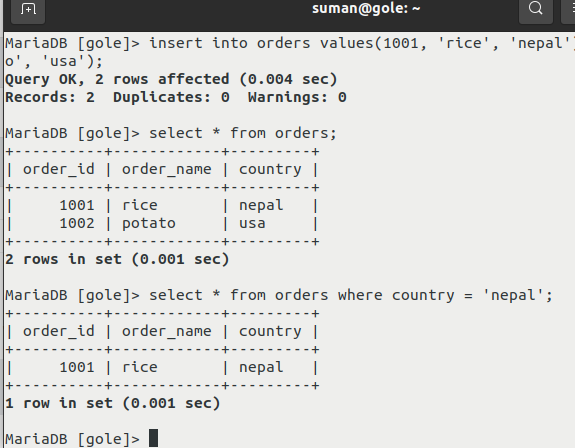 suman@gole: ~
MariaDB [gole]> insert into orders values(1001, 'rice', 'nepal')
o', 'usa');
Query OK, 2 rows affected (0.004 sec)
Records: 2  Duplicates: 0  Warnings: 0

MariaDB [gole]> select * from orders;
+----------+------------+---------+
| order_id | order_name | country |
+----------+------------+---------+
|     1001 | rice       | nepal   |
|     1002 | potato     | usa     |
+----------+------------+---------+
2 rows in set (0.001 sec)

MariaDB [gole]> select * from orders where country = 'nepal';
+----------+------------+---------+
| order_id | order_name | country |
+----------+------------+---------+
|     1001 | rice       | nepal   |
+----------+------------+---------+
1 row in set (0.001 sec)

MariaDB [gole]>